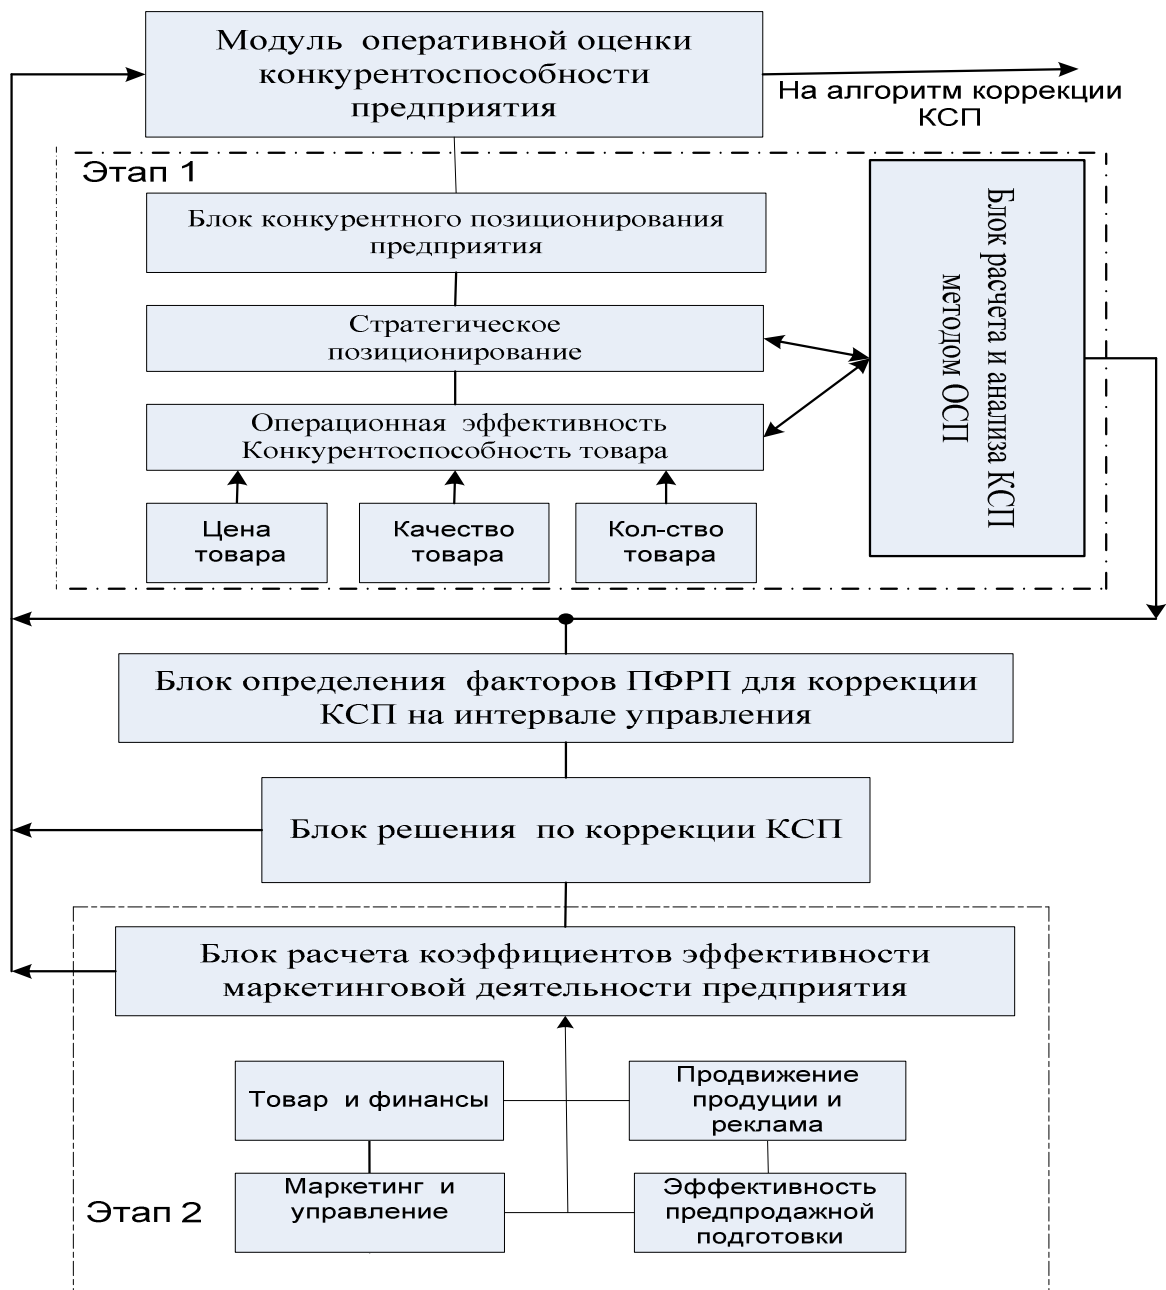 Модуль оперативной оценки
конкурентоспособности
предприятия
На алгоритм коррекции
КСП
Этап 1
Блок конкурентного позиционирования
предприятия
Стратегическое
позиционирование
Операционная эффективность
Конкурентоспособность товара
Блок расчета и анализа КСП
методом ОСП
Цена
товара
Качество
товара
Кол-ство
товара
Блок определения факторов ПФРП для коррекции
КСП на интервале управления
Блок решения по коррекции КСП
Блок расчета коэффициентов эффективности
маркетинговой деятельности предприятия
Товар и финансы
Продвижение
продуции и
реклама
Маркетинг и
управление
Эффективность
предпродажной
подготовки
Этап 2